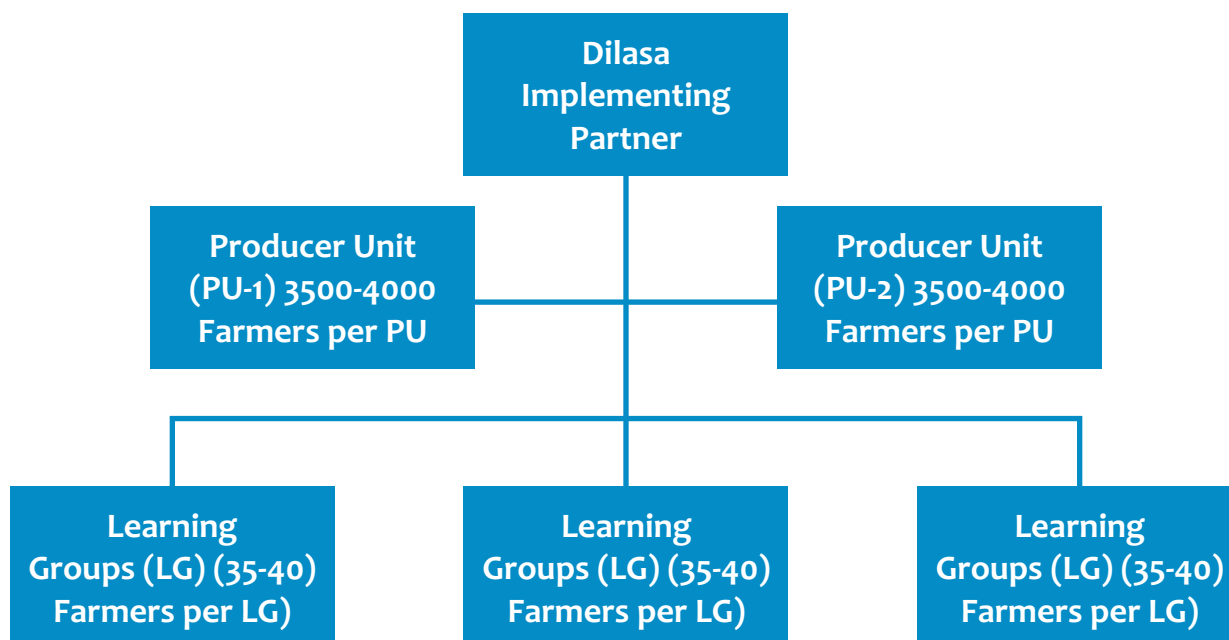 Dilasa
Implementing
Partner
Producer Unit
(PU-1) 3500-4000
Farmers per PU
Producer Unit
(PU-2) 3500-4000
Farmers per PU
Learning
Groups (LG) (35-40)
Farmers per LG)
Learning
Groups (LG) (35-40)
Farmers per LG)
Learning
Groups (LG) (35-40)
Farmers per LG)